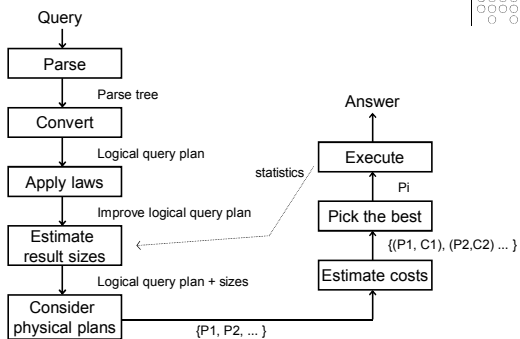 Query
Parse
Parse tree
Convert
Logical query plan
Apply laws
Improve logical query plan
Estimate
result sizes
Logical query plan + sizes
Consider
physical plans
{P1, P2, ... }
Estimate costs
{(P1, C1), (P2,C2) ... }
Pick the best
Pi
Execute
statistics
Answer